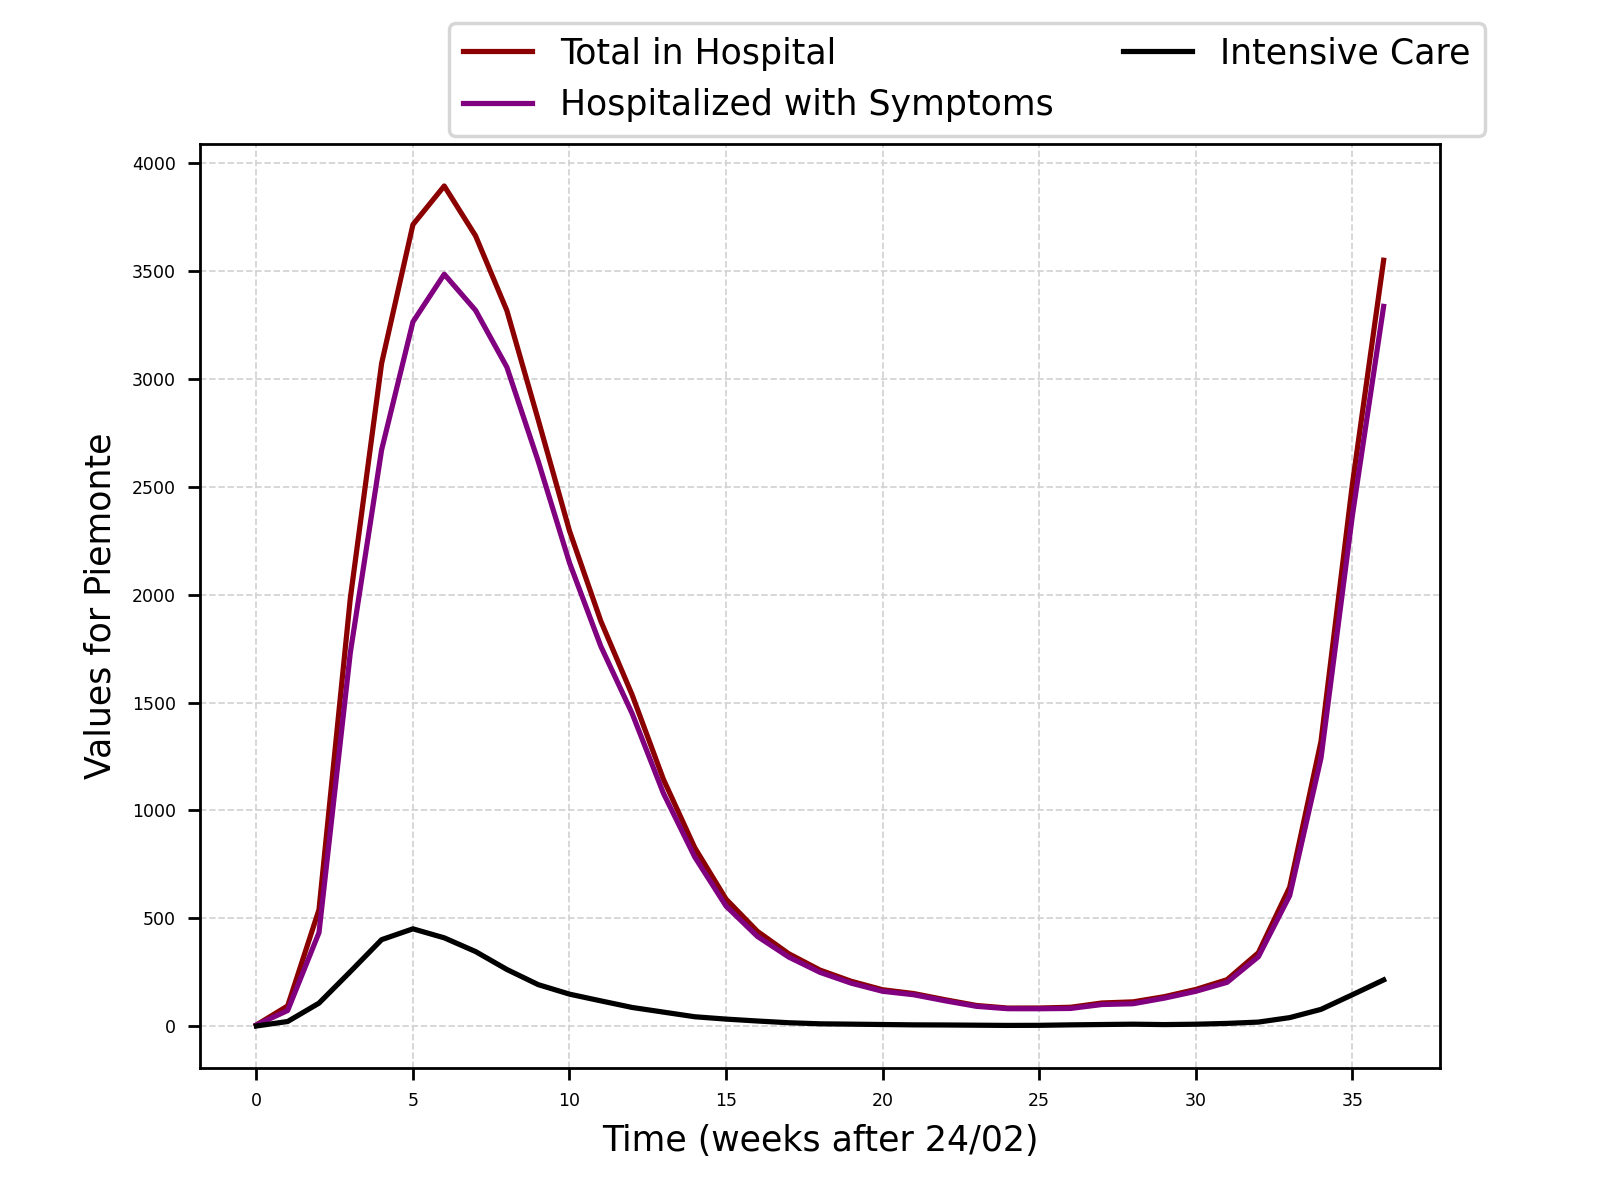 Total in Hospital
Hospitalized with Symptoms
Intensive Care
Values for Piemonte
4000
3500
3000
2500
2000
1500
1000
500
0
0 5 10 15 20 25 30 35
Time (weeks after 24/02)